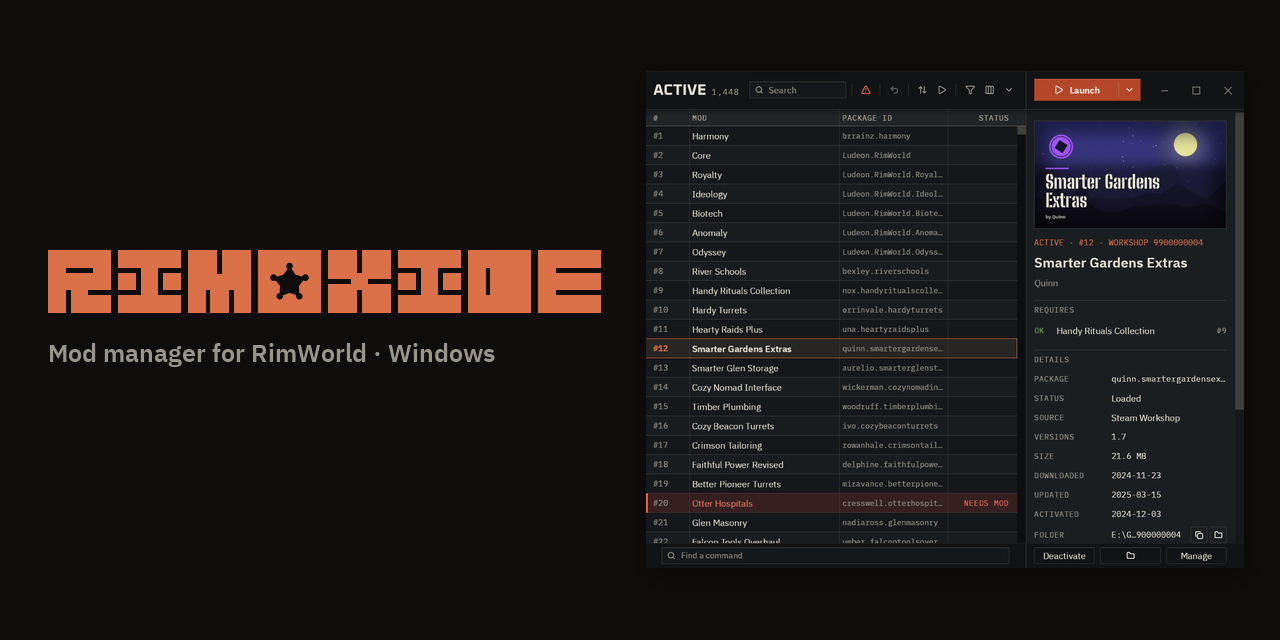 RIMOXIDE
Mod manager for RimWorld · Windows
ACTIVE 1,448 Search Launch
# MOD PACKAGE ID STATUS
#1 Harmony brrainz.harmony
#2 Core Ludeon.RimWorld
#3 Royalty Ludeon.RimWorld.Royal…
#4 Ideology Ludeon.RimWorld.Ideol…
#5 Biotech Ludeon.RimWorld.Biote…
#6 Anomaly Ludeon.RimWorld.Anoma…
#7 Odyssey Ludeon.RimWorld.Odyss…
#8 River Schools bexley.riverschools
#9 Handy Rituals Collection nox.handyritualscolle…
#10 Hardy Turrets orrinvale.hardyturrets
#11 Hearty Raids Plus una.heartyraidsplus
#12 Smarter Gardens Extras quinn.smartergardense…
#13 Smarter Glen Storage aurelio.smarterglenst…
#14 Cozy Nomad Interface wickerman.cozynomadin…
#15 Timber Plumbing woodruff.timberplumbi…
#16 Cozy Beacon Turrets ivo.cozybeaconturrets
#17 Crimson Tailoring rowanhale.crimsontail…
#18 Faithful Power Revised delphine.faithfulpowe…
#19 Better Pioneer Turrets miravance.betterpione…
#20 Otter Hospitals cresswell.otterhospit… NEEDS MOD
#21 Glen Masonry nadiaross.glenmasonry
#22 Falcon Tools Overhaul umber.falcontoolsover…
Find a command
Smarter Gardens
Extras
by Quinn
ACTIVE · #12 · WORKSHOP 9900000004
Smarter Gardens Extras
Quinn
REQUIRES
OK Handy Rituals Collection #9
DETAILS
PACKAGE quinn.smartergardensex…
STATUS Loaded
SOURCE Steam Workshop
VERSIONS 1.7
SIZE 21.6 MB
DOWNLOADED 2024-11-23
UPDATED 2025-03-15
ACTIVATED 2024-12-03
FOLDER E:\G…900000004
Deactivate Manage